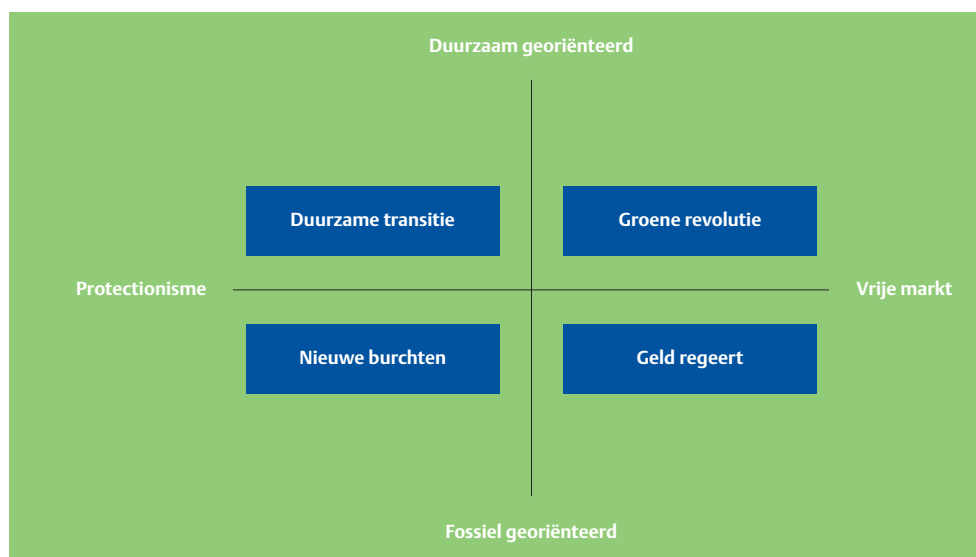 Duurzaam georiënteerd
Duurzame transitie
Groene revolutie
Protectionisme
Vrije markt
Nieuwe burchten
Geld regeert
Fossiel georiënteerd